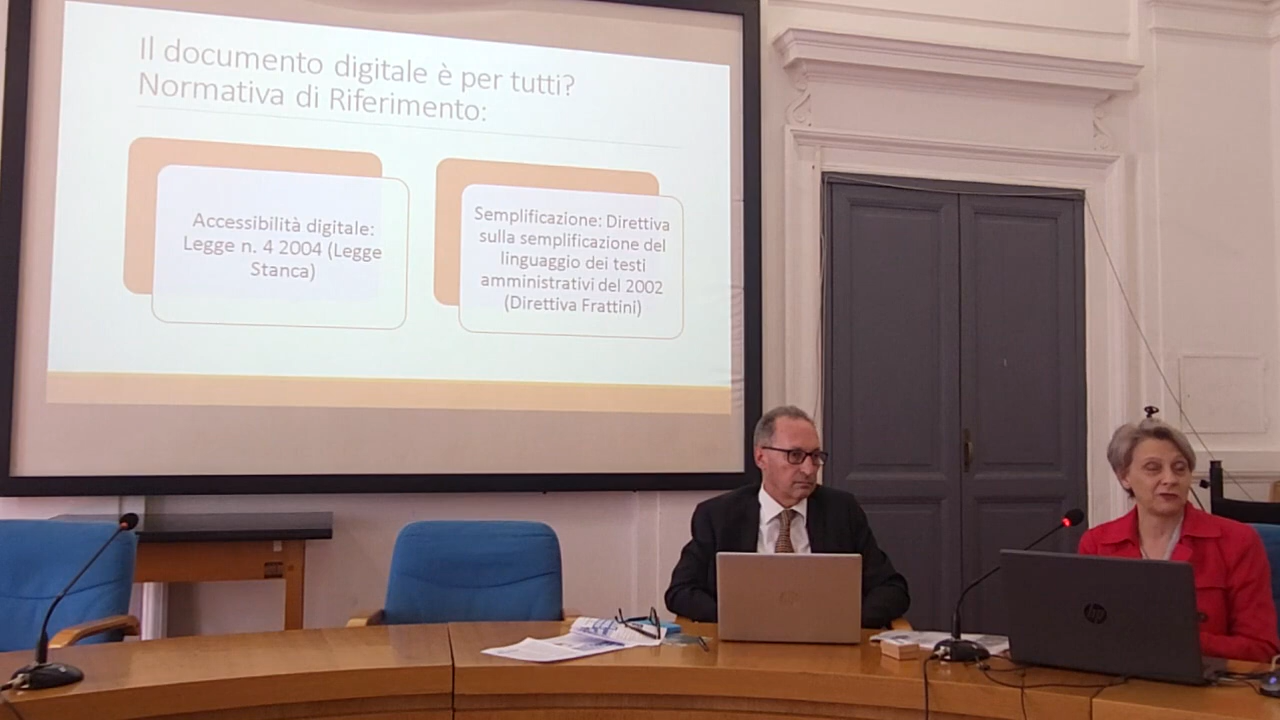 Il documento digitale è per tutti?
Normativa di Riferimento:
Accessibilità digitale:
Legge n. 4 2004 (Legge
Stanca)
Semplificazione: Direttiva
sulla semplificazione del
linguaggio dei testi
amministrativi del 2002
(Direttiva Frattini)
hp